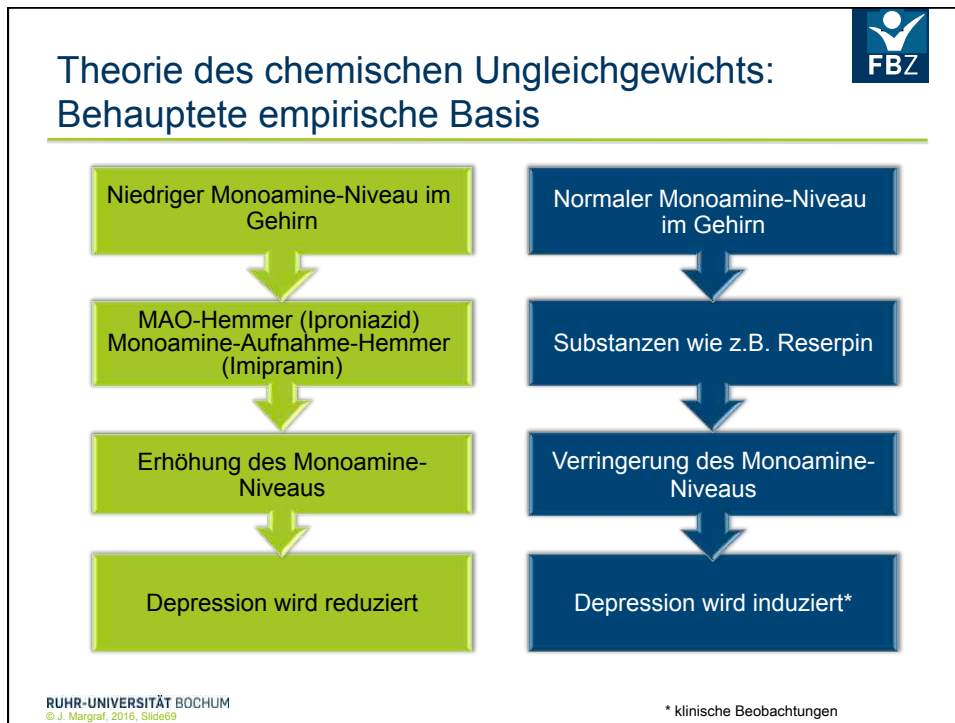 FBZ
Theorie des chemischen Ungleichgewichts:
Behauptete empirische Basis
Niedriger Monoamine-Niveau im
Gehirn
MAO-Hemmer (Iproniazid)
Monoamine-Aufnahme-Hemmer
(Imipramin)
Erhöhung des Monoamine-
Niveaus
Depression wird reduziert
Normaler Monoamine-Niveau
im Gehirn
Substanzen wie z.B. Reserpin
Verringerung des Monoamine-
Niveaus
Depression wird induziert*
RUHR-UNIVERSITÄT BOCHUM
© J. Margraf, 2016, Slide69
* klinische Beobachtungen